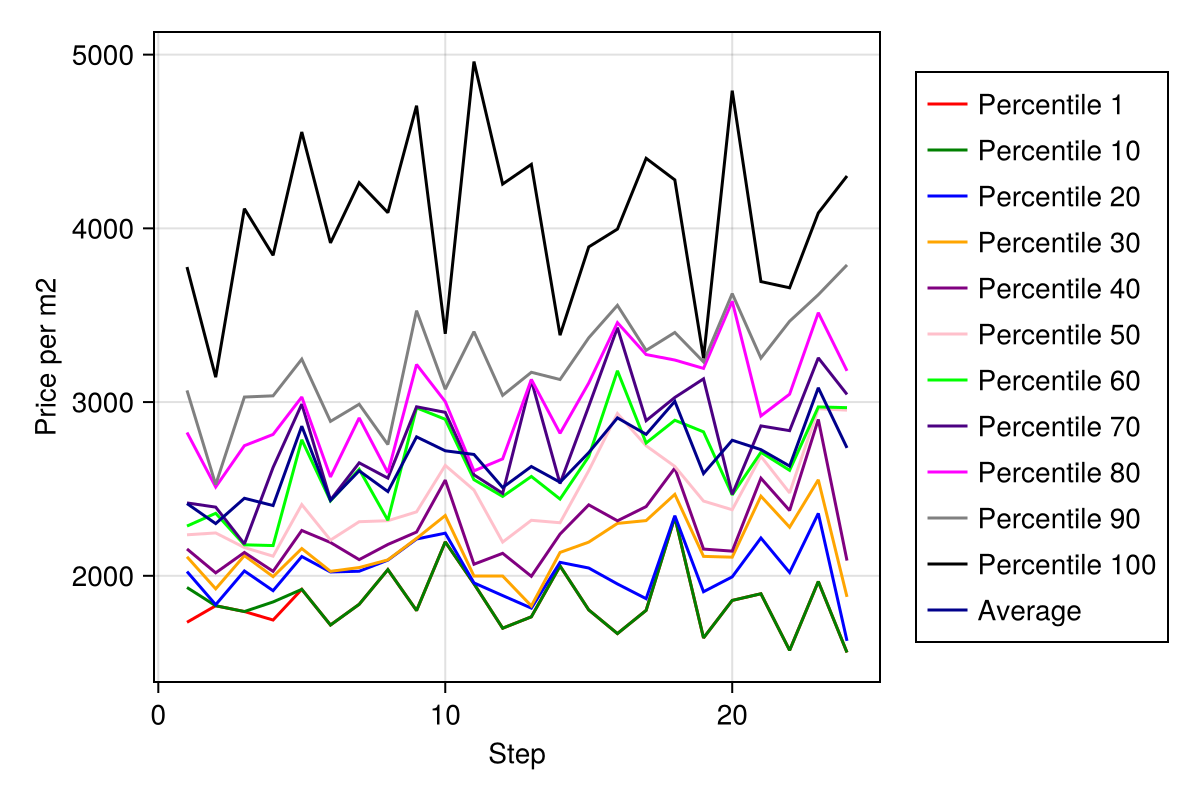 5000
4000
3000
2000
Price per m2
0
10
20
Step
Percentile 1
Percentile 10
Percentile 20
Percentile 30
Percentile 40
Percentile 50
Percentile 60
Percentile 70
Percentile 80
Percentile 90
Percentile 100
Average